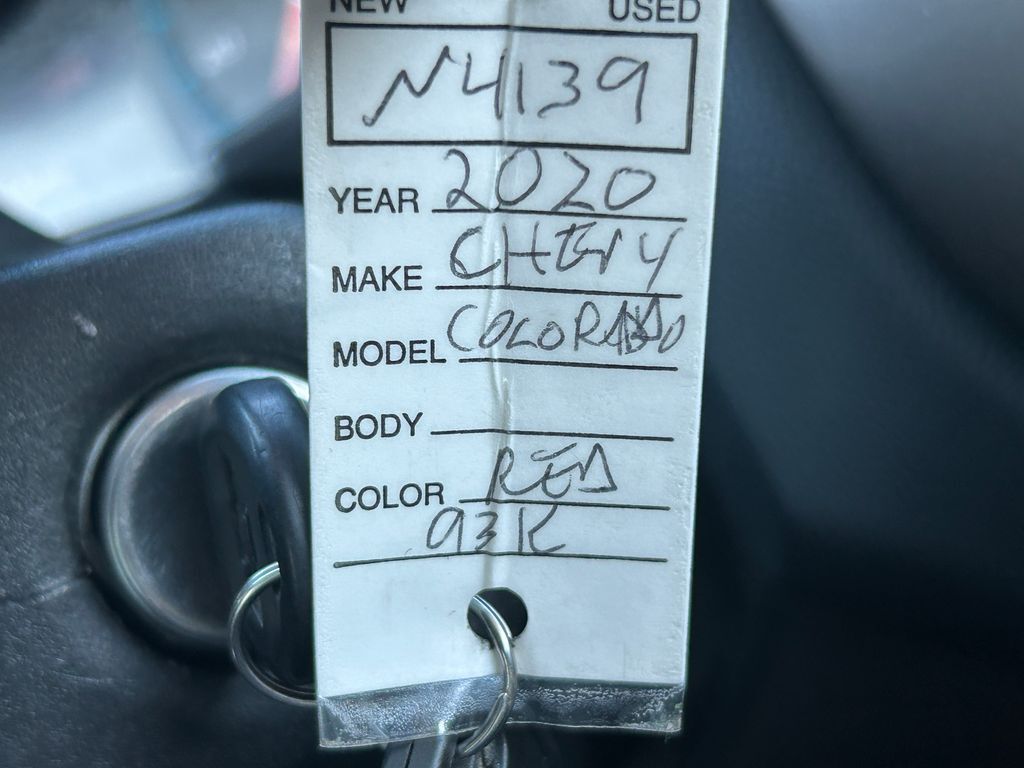 NEW USED
N4139
YEAR 2020
MAKE CHEVY
MODEL COLORADO
BODY
COLOR RED
93K